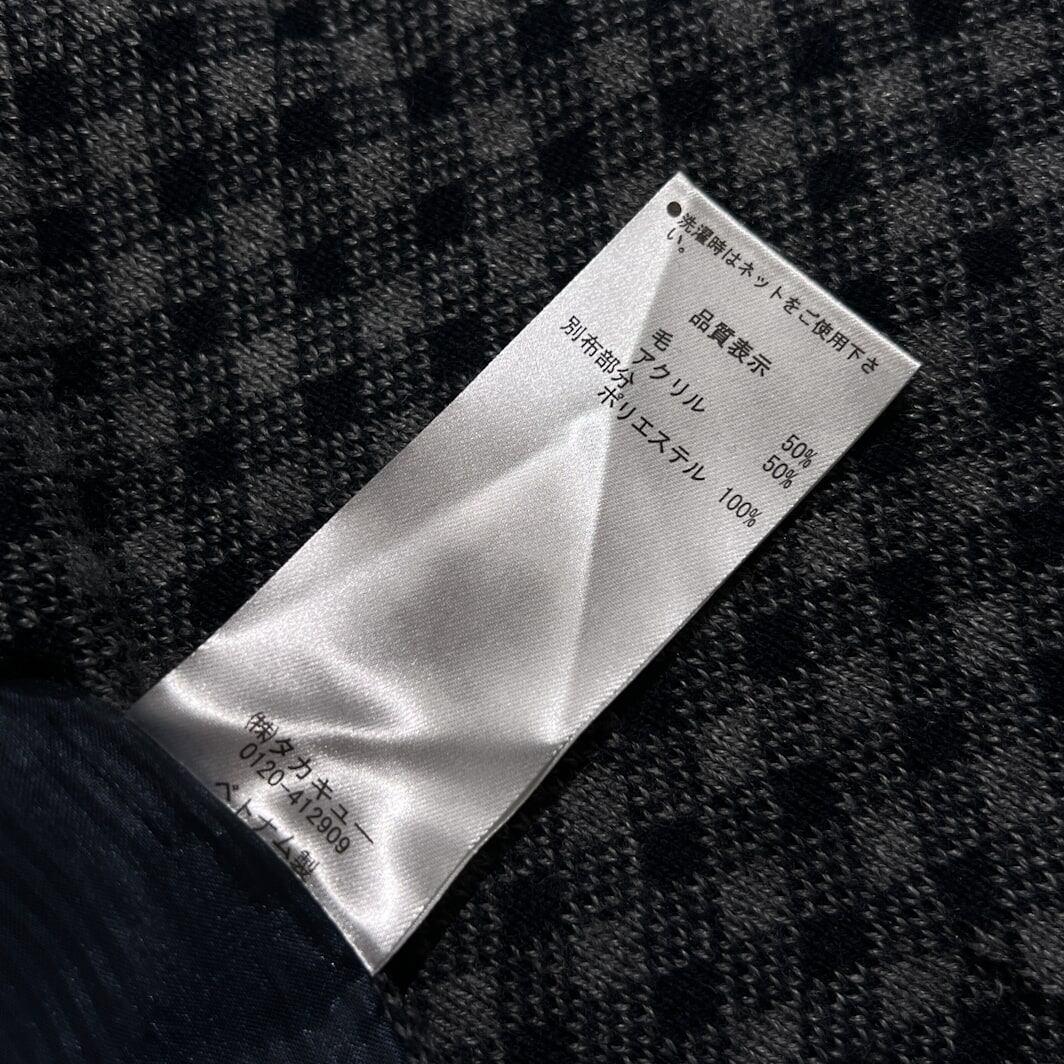 ●洗濯時はネットをご使用下さ
い。
品質表示
毛 50%
アクリル 50%
別布部分
ポリエステル 100%
㈱タカキュー
0120-412909
ベトナム製